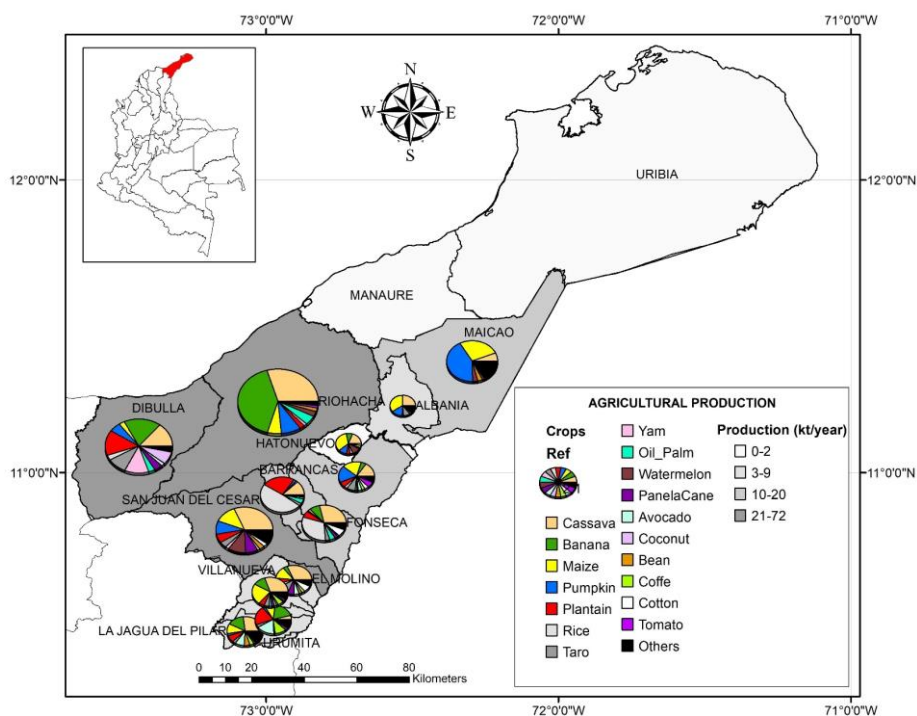 73°0'0"W 72°0'0"W 71°0'0"W
N
W E
S
12°0'0"N 12°0'0"N
URIBIA
MANAURE
MAICAO
DIBULLA
RIOHACHA
ALBANIA
HATONUEVO
11°0'0"N 11°0'0"N
BARRANCAS
SAN JUAN DEL CESAR
FONSECA
VILLANUEVA
EL MOLINO
LA JAGUA DEL PILAR
URUMITA
0 10 20 40 60 80
Kilometers
AGRICULTURAL PRODUCTION
Crops
Ref
Cassava
Banana
Maize
Pumpkin
Plantain
Rice
Taro
Yam
Oil_Palm
Watermelon
PanelaCane
Avocado
Coconut
Bean
Coffe
Cotton
Tomato
Others
Production (kt/year)
0-2
3-9
10-20
21-72
73°0'0"W 72°0'0"W 71°0'0"W